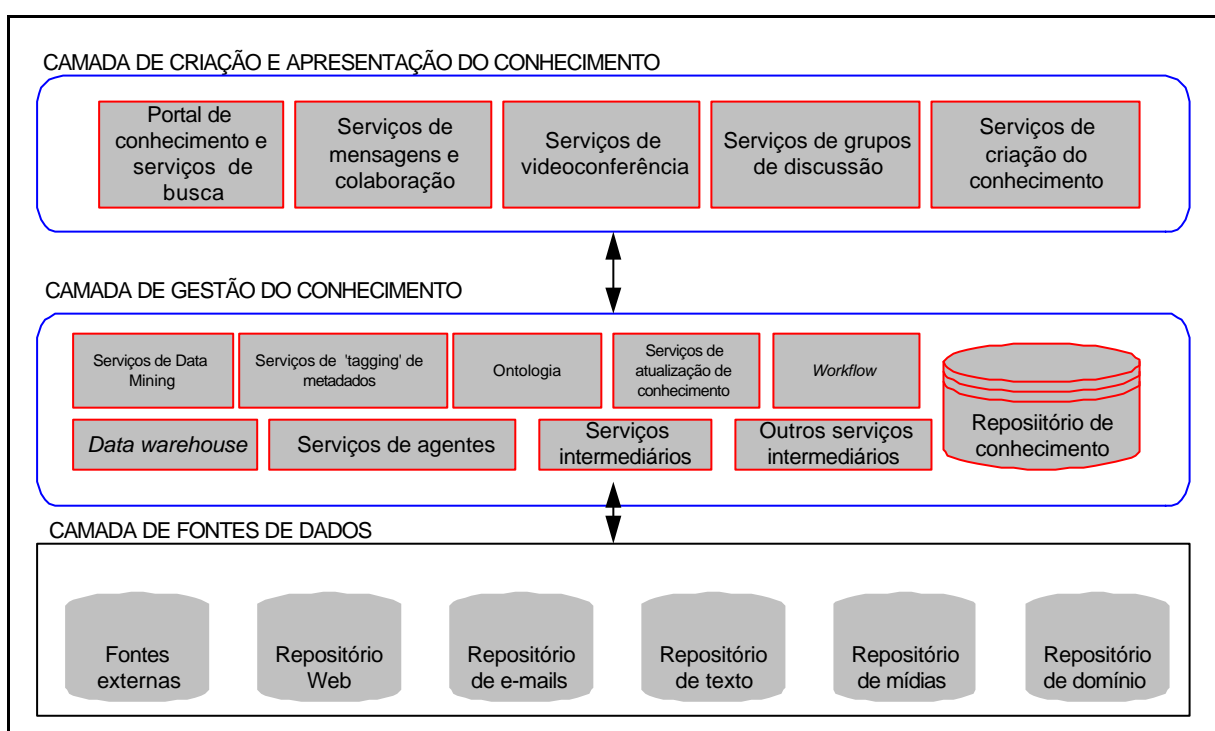 CAMADA DE CRIAÇÃO E APRESENTAÇÃO DO CONHECIMENTO
Portal de
conhecimento e
serviços de
busca
Serviços de
mensagens e
colaboração
Serviços de
videoconferência
Serviços de grupos
de discussão
Serviços de
criação do
conhecimento
CAMADA DE GESTÃO DO CONHECIMENTO
Serviços de Data
Mining
Serviços de 'tagging' de
metadados
Ontologia
Serviços de
atualização de
conhecimento
Workflow
Data warehouse
Serviços de agentes
Serviços
intermediários
Outros serviços
intermediários
Reposiitório de
conhecimento
CAMADA DE FONTES DE DADOS
Fontes
externas
Repositório
Web
Repositório
de e-mails
Repositório
de texto
Repositório
de mídias
Repositório
de domínio